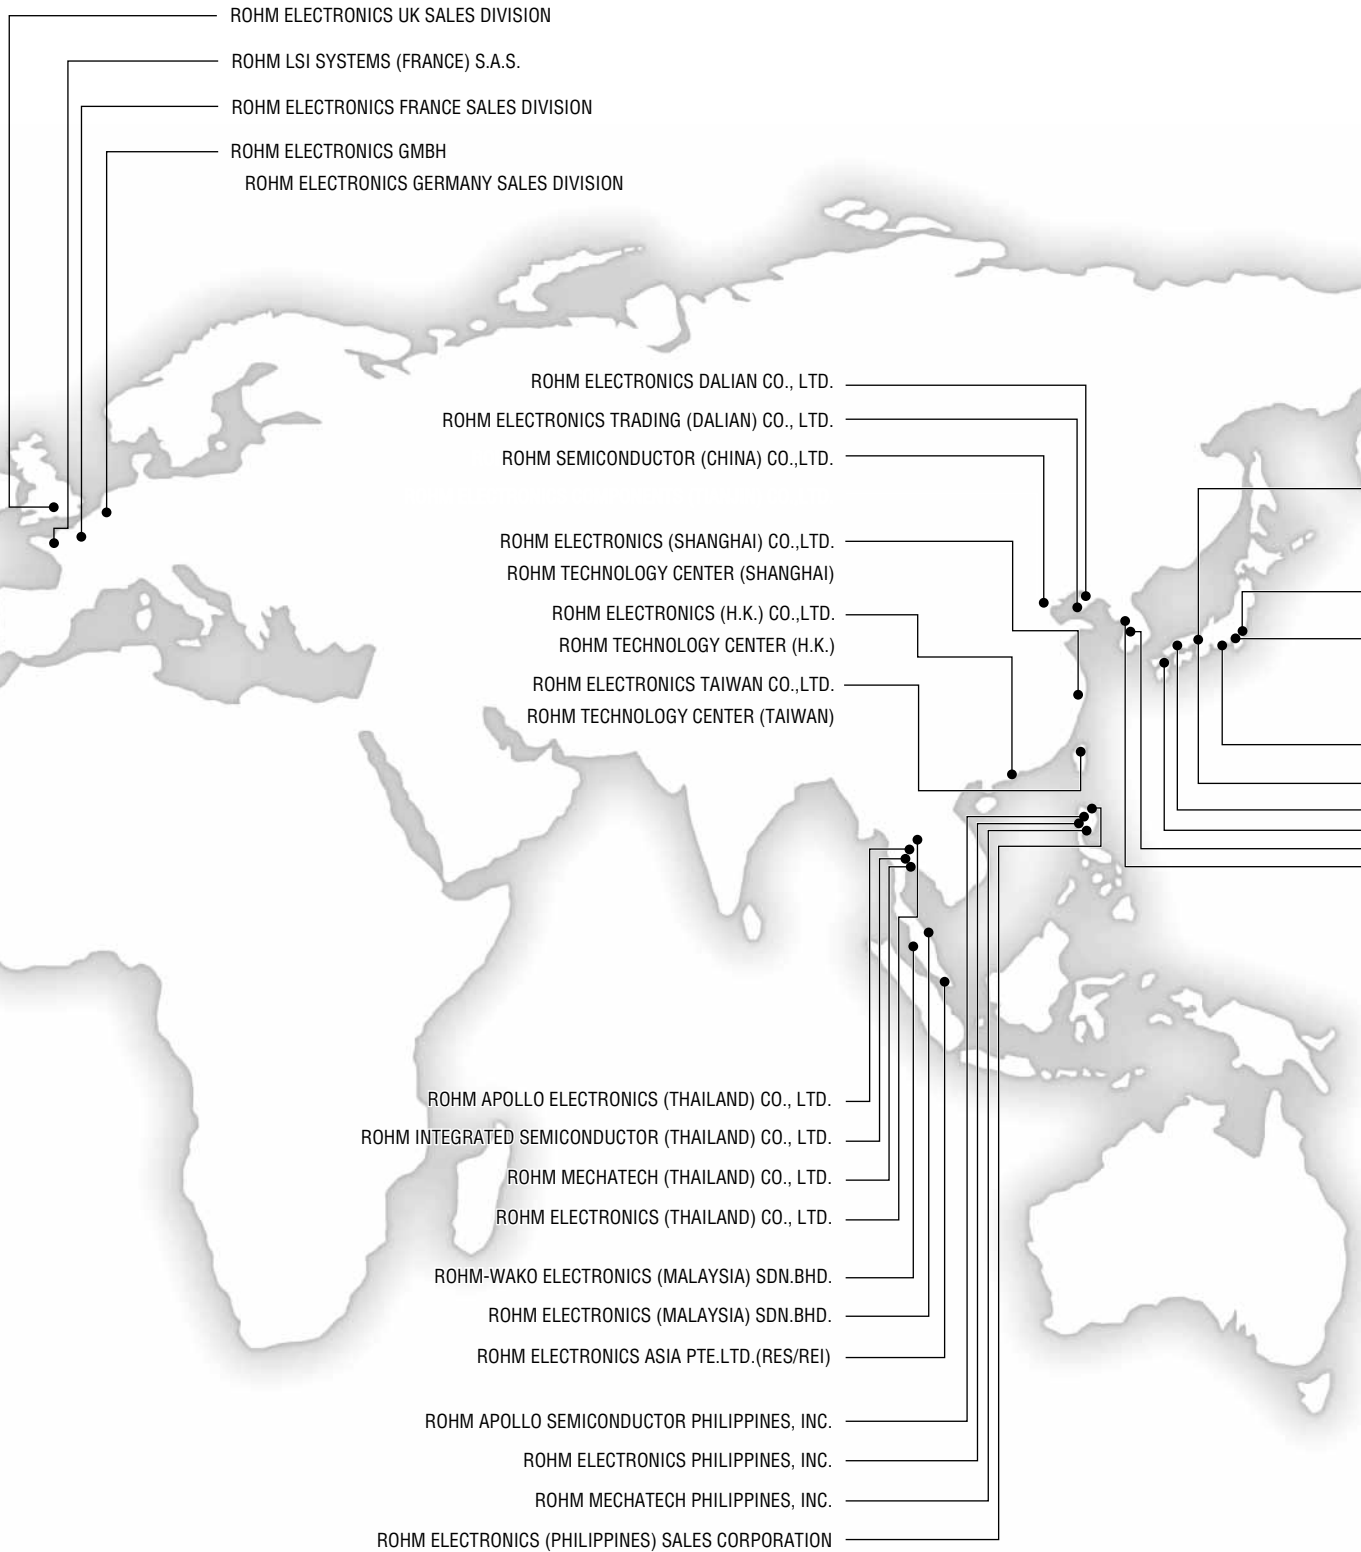 ROHM ELECTRONICS UK SALES DIVISION
ROHM LSI SYSTEMS (FRANCE) S.A.S.
ROHM ELECTRONICS FRANCE SALES DIVISION
ROHM ELECTRONICS GMBH
ROHM ELECTRONICS GERMANY SALES DIVISION
ROHM ELECTRONICS DALIAN CO., LTD.
ROHM ELECTRONICS TRADING (DALIAN) CO., LTD.
ROHM SEMICONDUCTOR (CHINA) CO.,LTD.
ROHM ELECTRONICS (SHANGHAI) CO.,LTD.
ROHM TECHNOLOGY CENTER (SHANGHAI)
ROHM ELECTRONICS (H.K.) CO.,LTD.
ROHM TECHNOLOGY CENTER (H.K.)
ROHM ELECTRONICS TAIWAN CO.,LTD.
ROHM TECHNOLOGY CENTER (TAIWAN)
ROHM APOLLO ELECTRONICS (THAILAND) CO., LTD.
ROHM INTEGRATED SEMICONDUCTOR (THAILAND) CO., LTD.
ROHM MECHATECH (THAILAND) CO., LTD.
ROHM ELECTRONICS (THAILAND) CO., LTD.
ROHM-WAKO ELECTRONICS (MALAYSIA) SDN.BHD.
ROHM ELECTRONICS (MALAYSIA) SDN.BHD.
ROHM ELECTRONICS ASIA PTE.LTD.(RES/REI)
ROHM APOLLO SEMICONDUCTOR PHILIPPINES, INC.
ROHM ELECTRONICS PHILIPPINES, INC.
ROHM MECHATECH PHILIPPINES, INC.
ROHM ELECTRONICS (PHILIPPINES) SALES CORPORATION